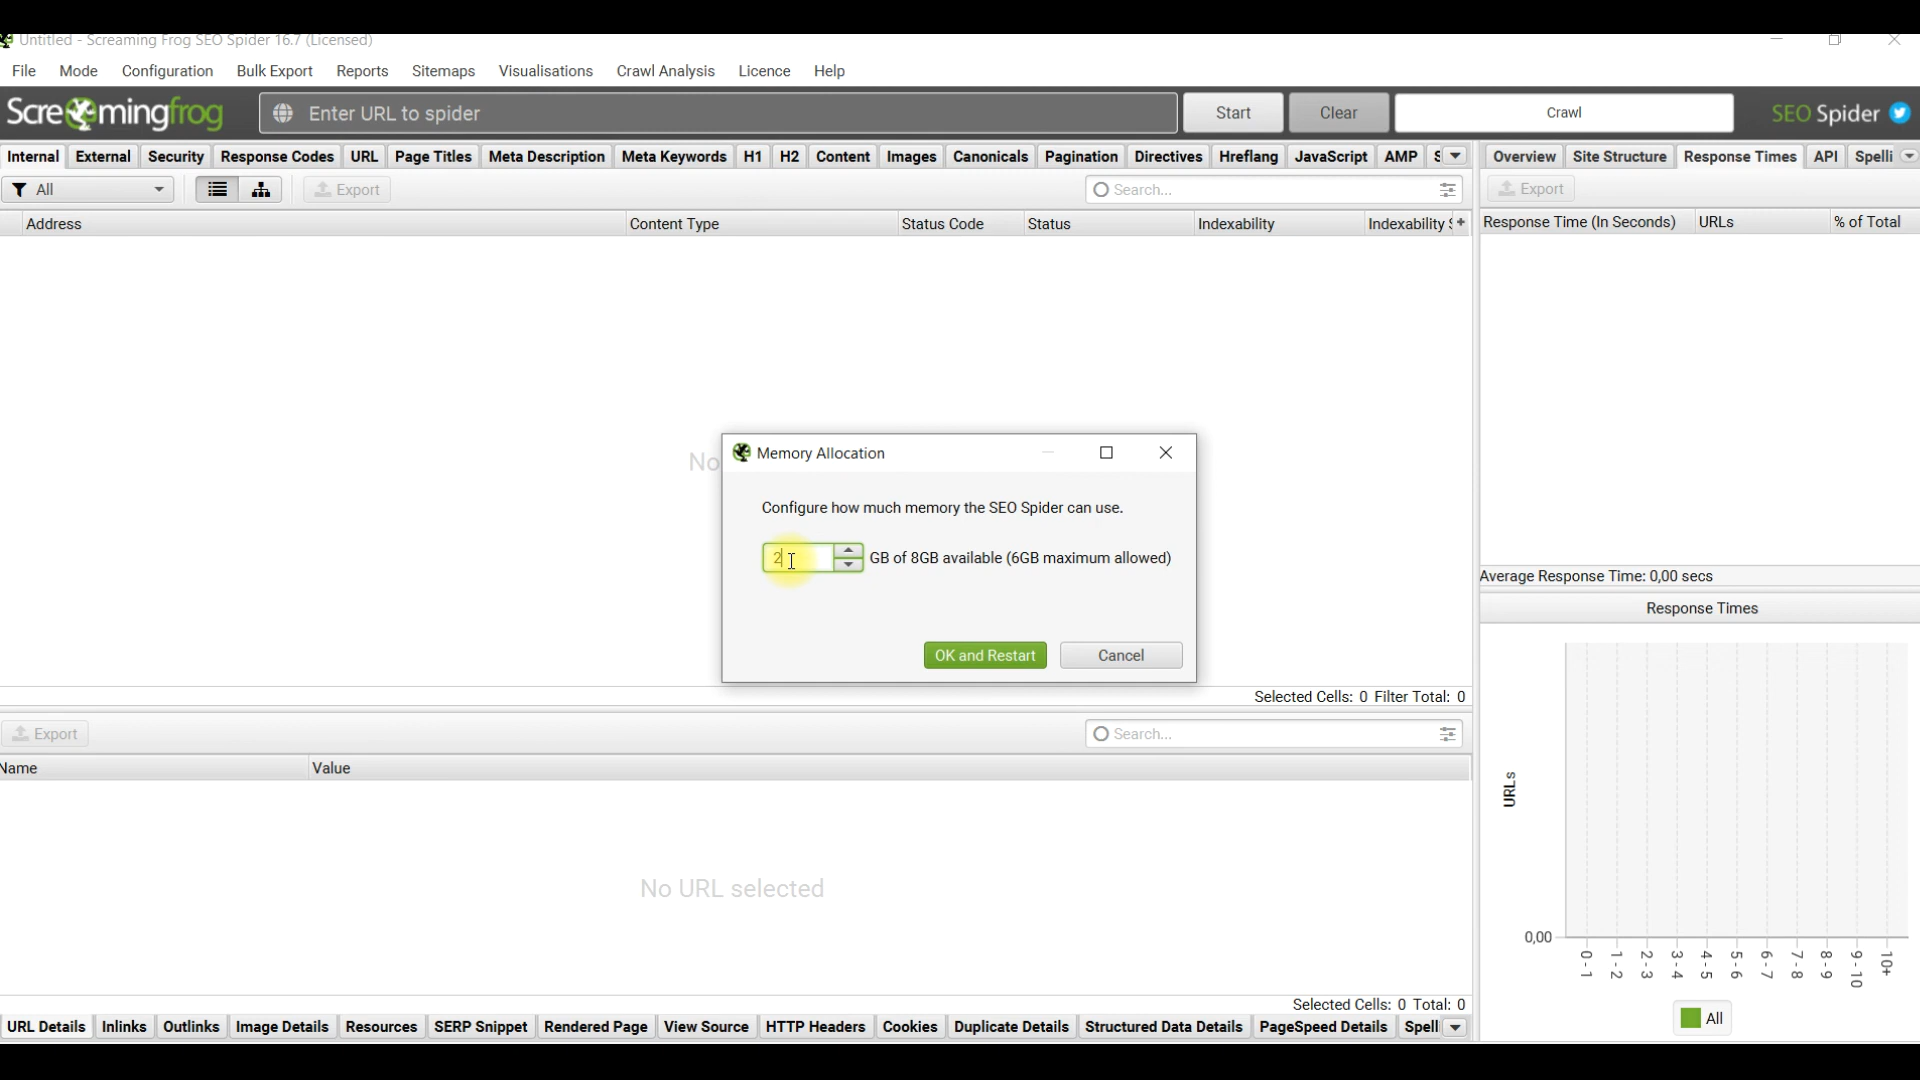 Untitled - Screaming Frog SEO Spider 16.7 (Licensed)
File Mode Configuration Bulk Export Reports Sitemaps Visualisations Crawl Analysis Licence Help
Screamingfrog Enter URL to spider Start Clear Crawl SEO Spider
Internal External Security Response Codes URL Page Titles Meta Description Meta Keywords H1 H2 Content Images Canonicals Pagination Directives Hreflang JavaScript AMP Overview Site Structure Response Times API Spelli
All Export Search... Export
Address Content Type Status Code Status Indexability Indexability + Response Time (In Seconds) URLs % of Total
No
Memory Allocation
Configure how much memory the SEO Spider can use.
2 GB of 8GB available (6GB maximum allowed)
OK and Restart Cancel
Average Response Time: 0,00 secs
Response Times
Selected Cells: 0 Filter Total: 0
Export Search...
Name Value
URLs
No URL selected
0,00
0 - 1 1 - 2 2 - 3 3 - 4 4 - 5 5 - 6 6 - 7 7 - 8 8 - 9 9 - 10 10+
Selected Cells: 0 Total: 0
All
URL Details Inlinks Outlinks Image Details Resources SERP Snippet Rendered Page View Source HTTP Headers Cookies Duplicate Details Structured Data Details PageSpeed Details Spell